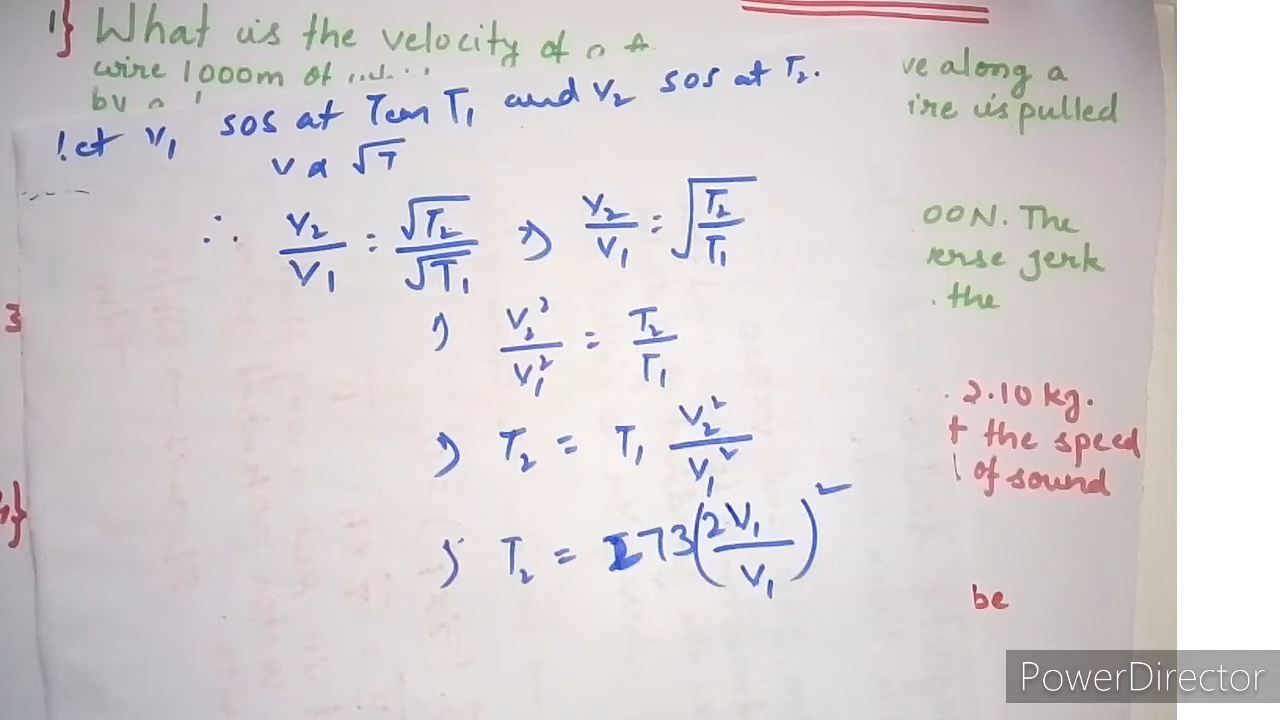 1} What is the velocity of a
wire 1000m of
by a
ve along a
ire is pulled
Let V₁ sos at Tem T₁ and V₂ sos at T₂.
V α √T
∴ V₂/V₁ = √T₂/√T₁ ⇒ V₂/V₁ = √(T₂/T₁)
⇒ V₂²/V₁² = T₂/T₁
⇒ T₂ = T₁ V₂²/V₁²
⇒ T₂ = 273(2V₁/V₁)²
00N. The
erse jerk
. the
3
. 2.10 kg.
t the speed
of sound
}
be
PowerDirector